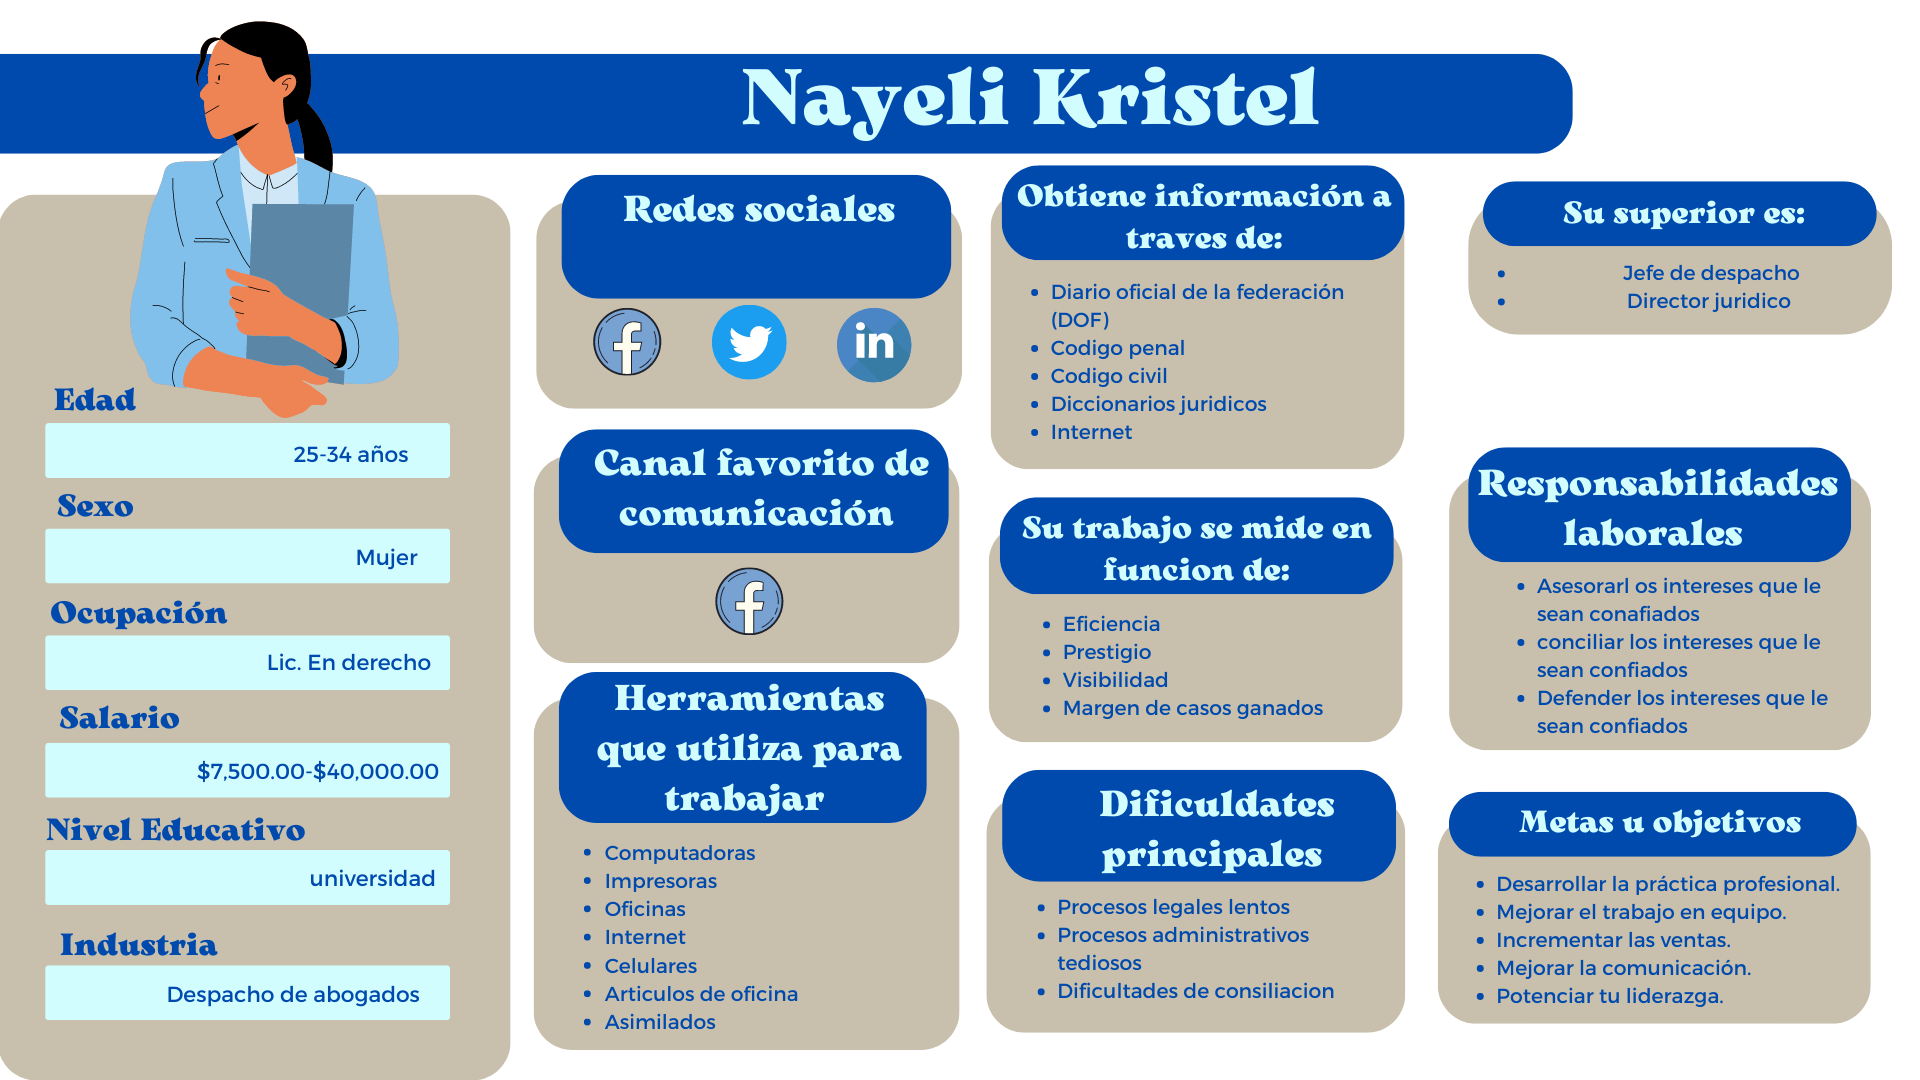 Nayeli Kristel
Edad
25-34 años
Sexo
Mujer
Ocupación
Lic. En derecho
Salario
$7,500.00-$40,000.00
Nivel Educativo
universidad
Industria
Despacho de abogados
Redes sociales
in
Canal favorito de
comunicación
Herramientas
que utiliza para
trabajar
Computadoras
Impresoras
Oficinas
Internet
Celulares
Articulos de oficina
Asimilados
Obtiene información a
traves de:
Diario oficial de la federación
(DOF)
Codigo penal
Codigo civil
Diccionarios juridicos
Internet
Su trabajo se mide en
funcion de:
Eficiencia
Prestigio
Visibilidad
Margen de casos ganados
Dificuldates
principales
Procesos legales lentos
Procesos administrativos
tediosos
Dificultades de consiliacion
Su superior es:
Jefe de despacho
Director juridico
Responsabilidades
laborales
Asesorarl os intereses que le
sean conafiados
conciliar los intereses que le
sean confiados
Defender los intereses que le
sean confiados
Metas u objetivos
Desarrollar la práctica profesional.
Mejorar el trabajo en equipo.
Incrementar las ventas.
Mejorar la comunicación.
Potenciar tu liderazga.